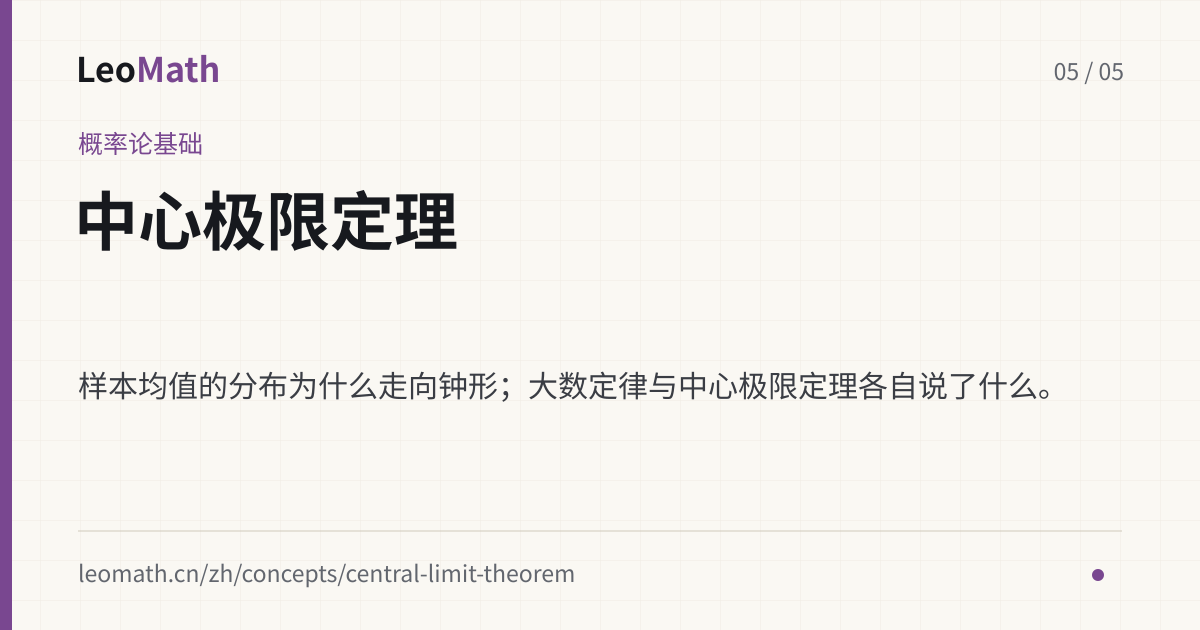 LeoMath
05 / 05
概率论基础
中心极限定理
样本均值的分布为什么走向钟形；大数定律与中心极限定理各自说了什么。
leomath.cn/zh/concepts/central-limit-theorem